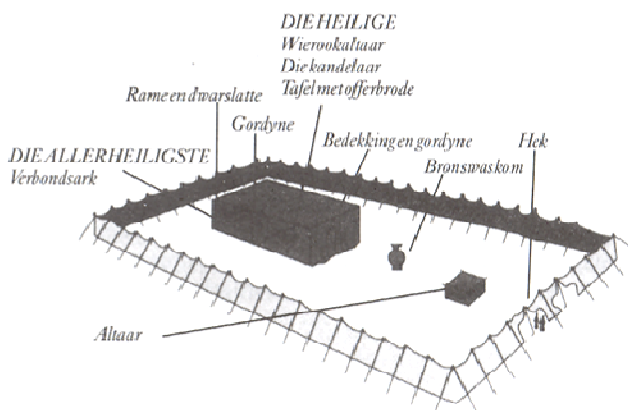 DIE HEILIGE
Wierookaltaar
Die kandelaar
Tafel met offerbrode
Rame en dwarslatte
Gordyne
Bedekking en gordyne
Hek
DIE ALLERHEILIGSTE
Verbondsark
Bronswaskom
Altaar